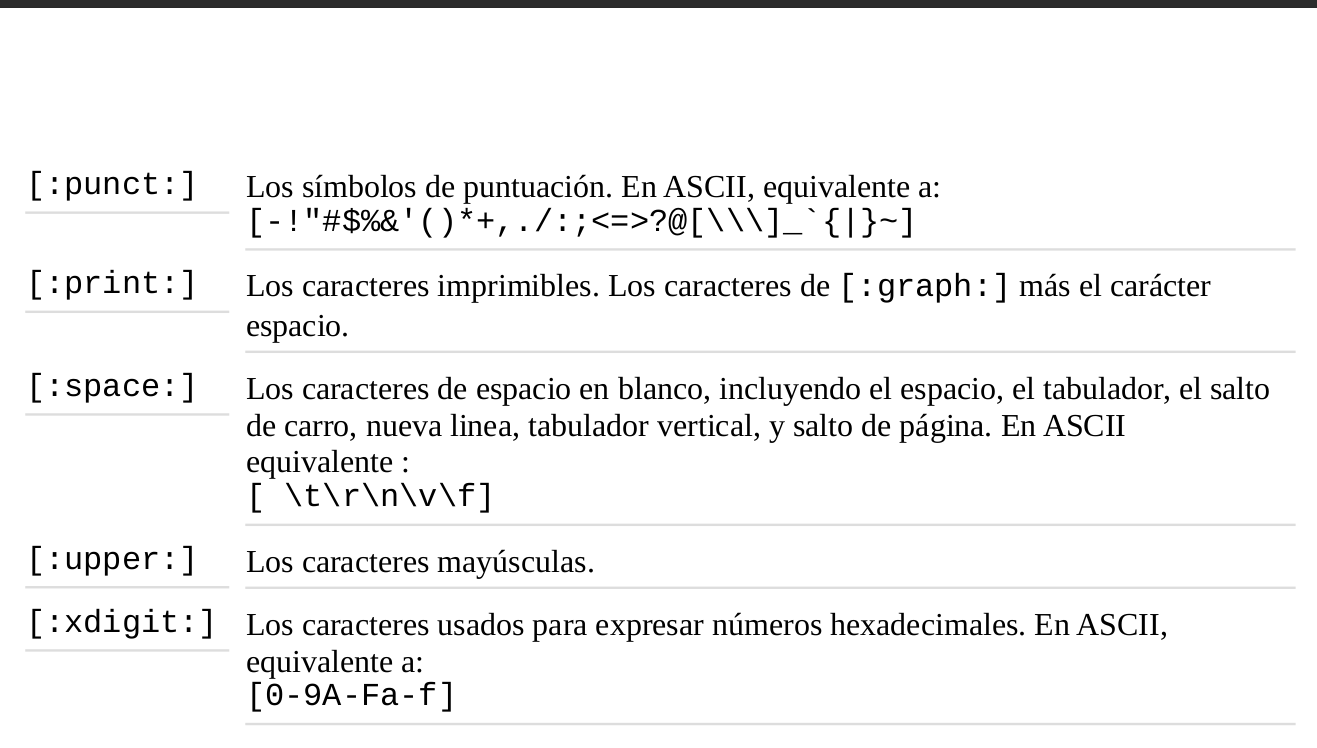 [:punct:] Los símbolos de puntuación. En ASCII, equivalente a:
[-!"#$%&'()*+,./:;<=>?@[\\\]_`{|}~]
[:print:] Los caracteres imprimibles. Los caracteres de [:graph:] más el carácter
espacio.
[:space:] Los caracteres de espacio en blanco, incluyendo el espacio, el tabulador, el salto
de carro, nueva linea, tabulador vertical, y salto de página. En ASCII
equivalente :
[ \t\r\n\v\f]
[:upper:] Los caracteres mayúsculas.
[:xdigit:] Los caracteres usados para expresar números hexadecimales. En ASCII,
equivalente a:
[0-9A-Fa-f]